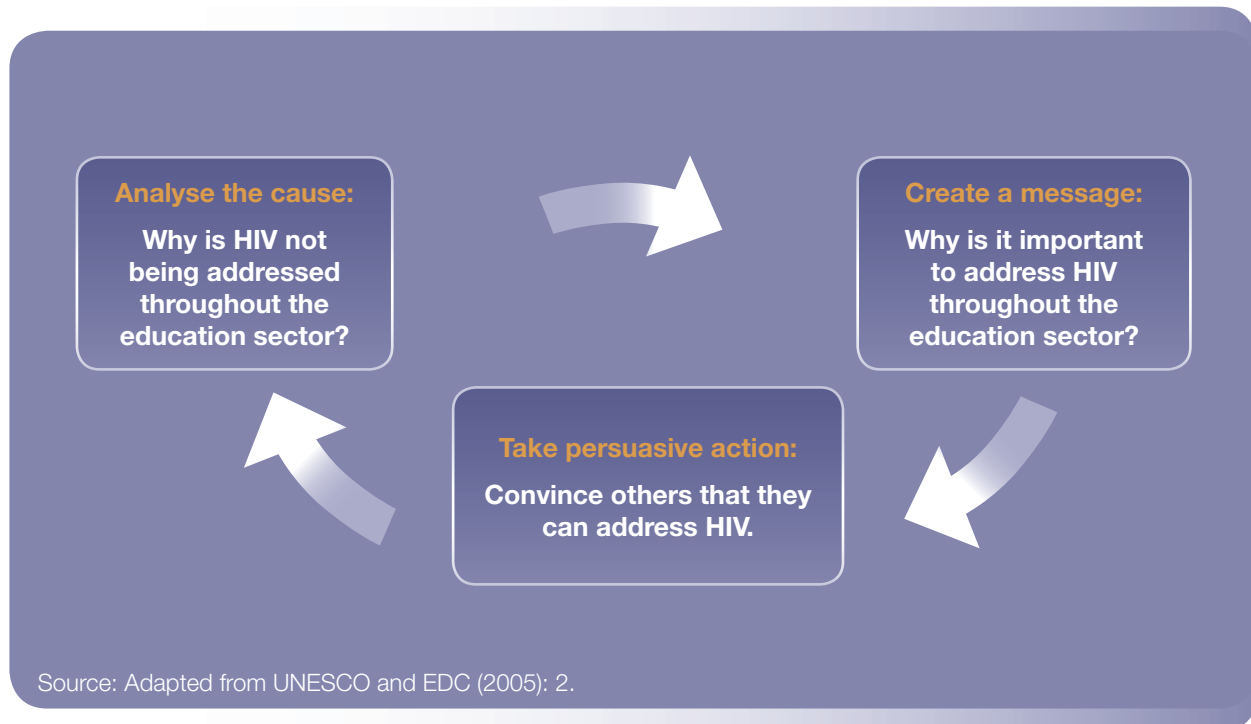 Analyse the cause:
Why is HIV not
being addressed
throughout the
education sector?
Create a message:
Why is it important
to address HIV
throughout the
education sector?
Take persuasive action:
Convince others that they
can address HIV.
Source: Adapted from UNESCO and EDC (2005): 2.